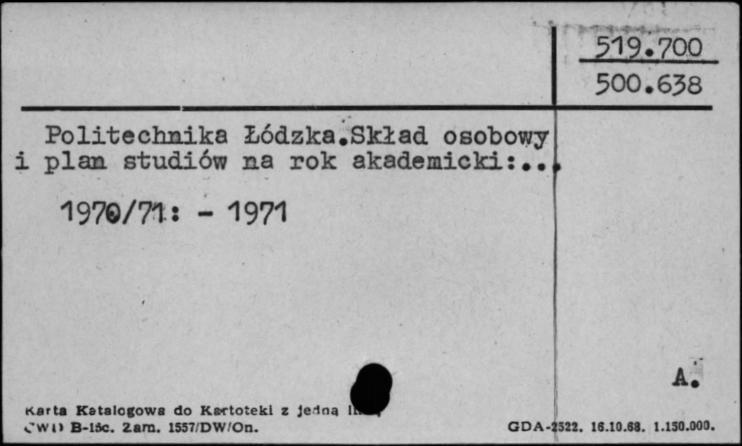 519.700
500.638
Politechnika Łódzka.Skład osobowy
i plan studiów na rok akademicki:...
1970/71: - 1971
A.
Karta Katalogowa do Kartoteki z jedną
CWD B-15c. Zam. 1557/DW/On.
GDA-2522. 16.10.68. 1.150.000.